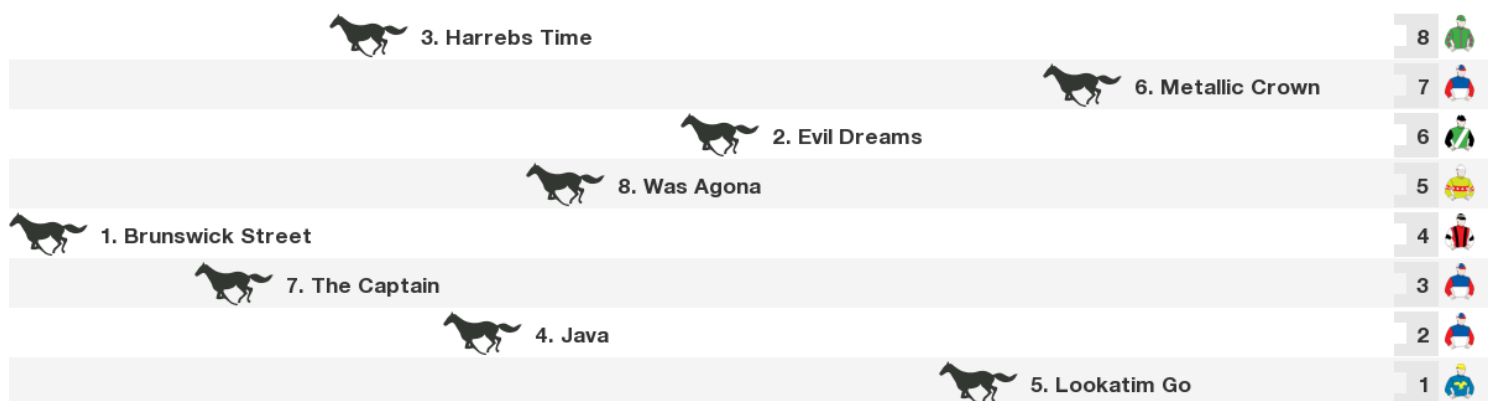 3. Harrebs Time 8
6. Metallic Crown 7
2. Evil Dreams 6
8. Was Agona 5
1. Brunswick Street 4
7. The Captain 3
4. Java 2
5. Lookatim Go 1